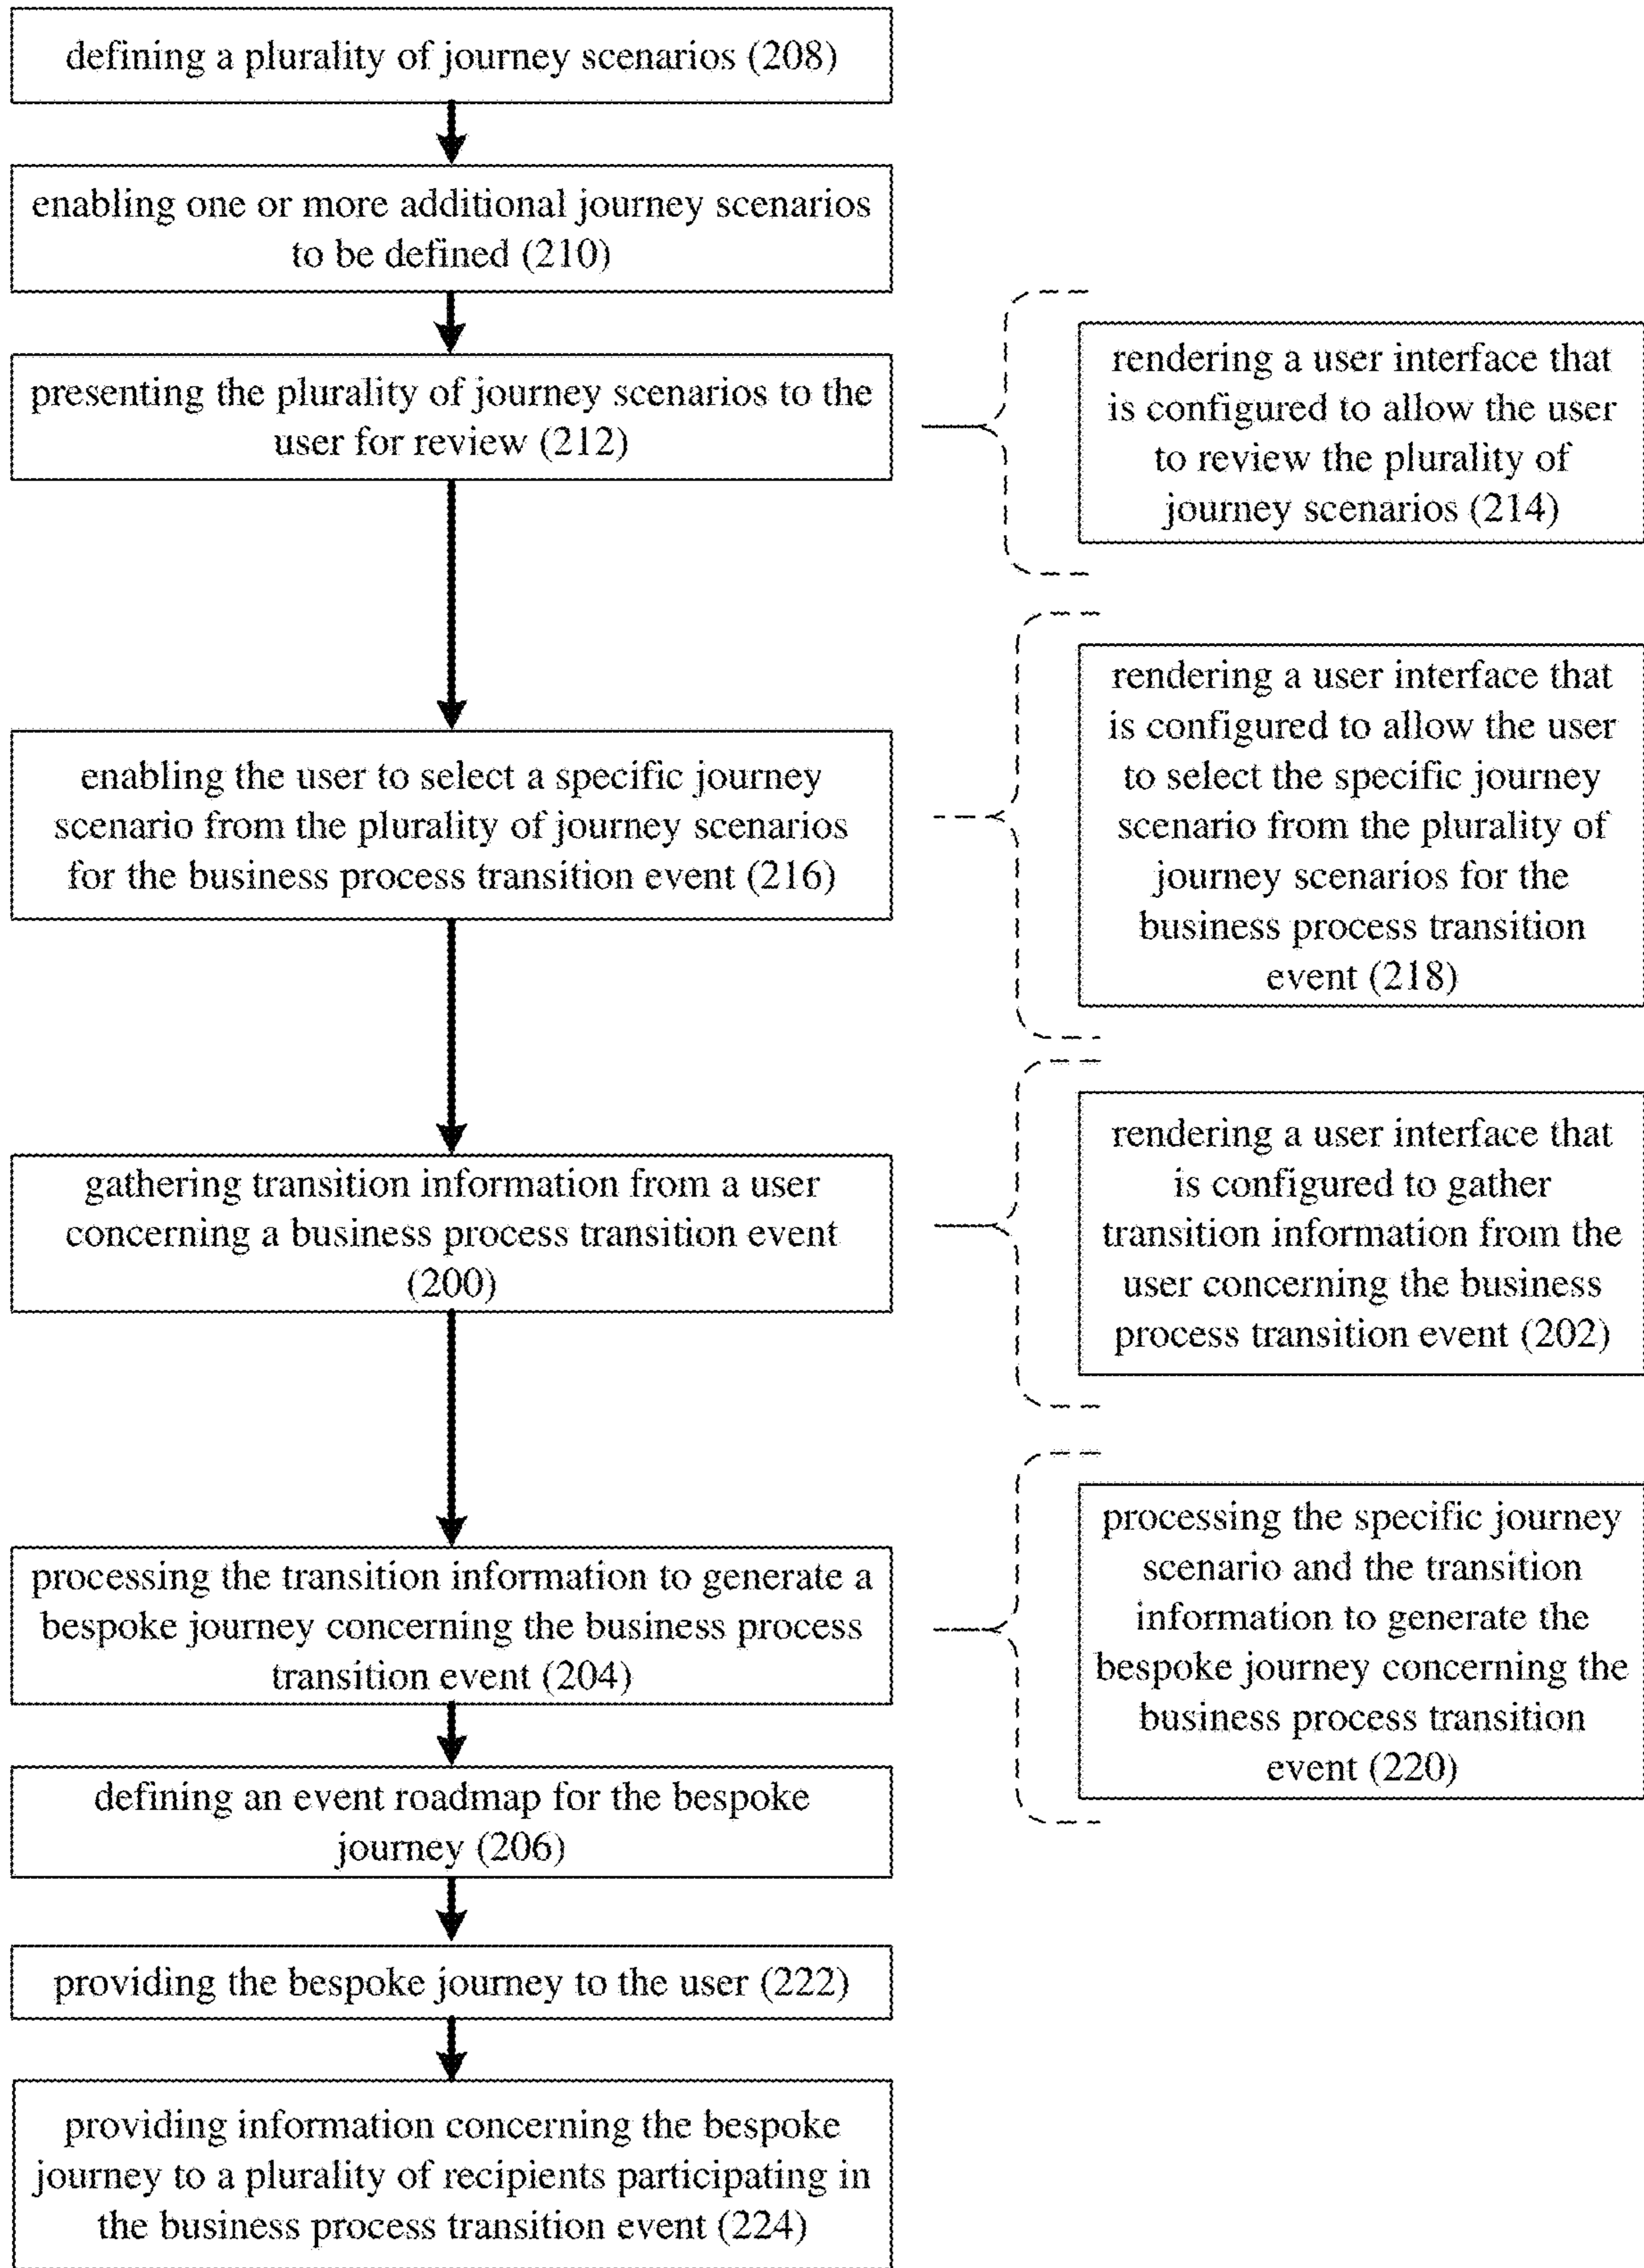 defining a plurality of journey scenarios (208)
enabling one or more additional journey scenarios
to be defined (210)
presenting the plurality of journey scenarios to the
user for review (212)
rendering a user interface that
is configured to allow the user
to review the plurality of
journey scenarios (214)
enabling the user to select a specific journey
scenario from the plurality of journey scenarios
for the business process transition event (216)
rendering a user interface that
is configured to allow the user
to select the specific journey
scenario from the plurality of
journey scenarios for the
business process transition
event (218)
gathering transition information from a user
concerning a business process transition event
(200)
rendering a user interface that
is configured to gather
transition information from the
user concerning the business
process transition event (202)
processing the transition information to generate a
bespoke journey concerning the business process
transition event (204)
processing the specific journey
scenario and the transition
information to generate the
bespoke journey concerning the
business process transition
event (220)
defining an event roadmap for the bespoke
journey (206)
providing the bespoke journey to the user (222)
providing information concerning the bespoke
journey to a plurality of recipients participating in
the business process transition event (224)